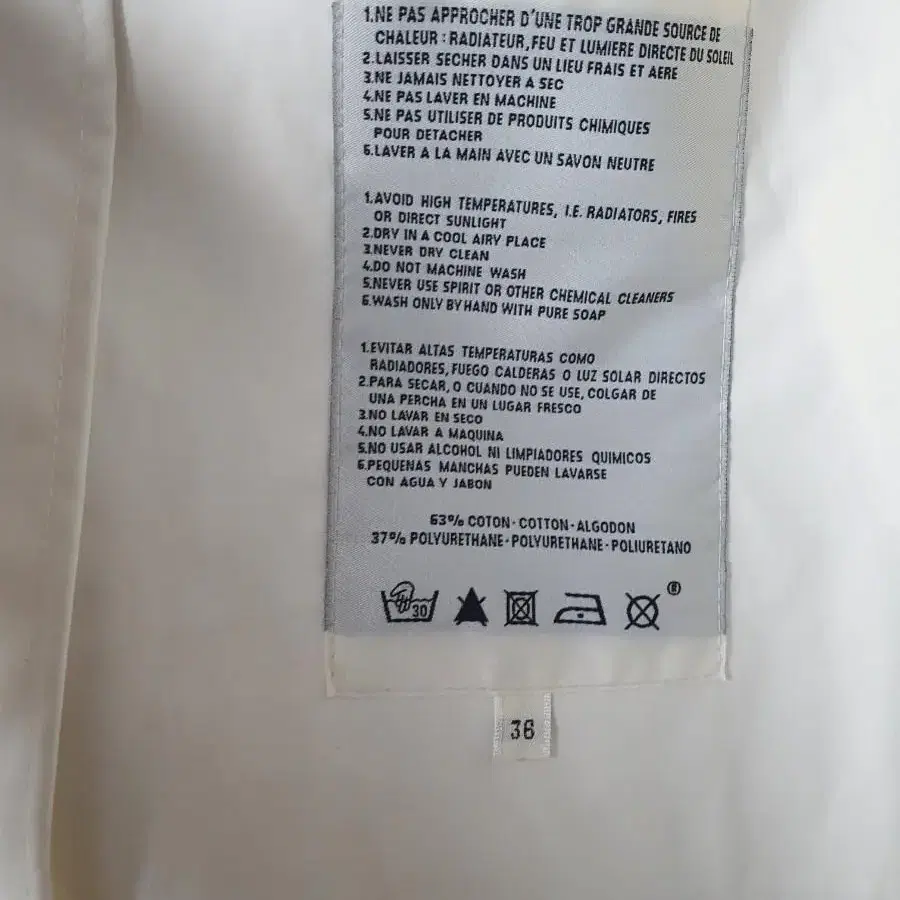 1.NE PAS APPROCHER D'UNE TROP GRANDE SOURCE DE
CHALEUR : RADIATEUR, FEU ET LUMIERE DIRECTE DU SOLEIL
2.LAISSER SECHER DANS UN LIEU FRAIS ET AERE
3.NE JAMAIS NETTOYER A SEC
4.NE PAS LAVER EN MACHINE
5.NE PAS UTILISER DE PRODUITS CHIMIQUES
POUR DETACHER
6.LAVER A LA MAIN AVEC UN SAVON NEUTRE
1.AVOID HIGH TEMPERATURES, I.E. RADIATORS, FIRES
OR DIRECT SUNLIGHT
2.DRY IN A COOL AIRY PLACE
3.NEVER DRY CLEAN
4.DO NOT MACHINE WASH
5.NEVER USE SPIRIT OR OTHER CHEMICAL CLEANERS
6.WASH ONLY BY HAND WITH PURE SOAP
1.EVITAR ALTAS TEMPERATURAS COMO
RADIADORES, FUEGO CALDERAS O LUZ SOLAR DIRECTOS
2.PARA SECAR, O CUANDO NO SE USE, COLGAR DE
UNA PERCHA EN UN LUGAR FRESCO
3.NO LAVAR EN SECO
4.NO LAVAR A MAQUINA
5.NO USAR ALCOHOL NI LIMPIADORES QUIMICOS
6.PEQUENAS MANCHAS PUEDEN LAVARSE
CON AGUA Y JABON
63% COTON - COTTON - ALGODON
37% POLYURETHANE - POLYURETHANE - POLIURETANO
30 ®
36